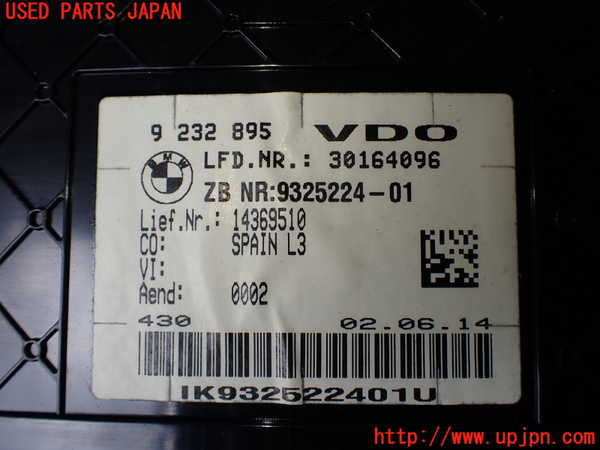 USED PARTS JAPAN
9 232 895 VDO
BMW
LFD.NR.: 30164096
ZB NR:9325224-01
Lief.Nr.: 14369510
CO: SPAIN L3
VI:
Aend: 0002
430 02.06.14
IK932522401U
http://www.upjpn.com/